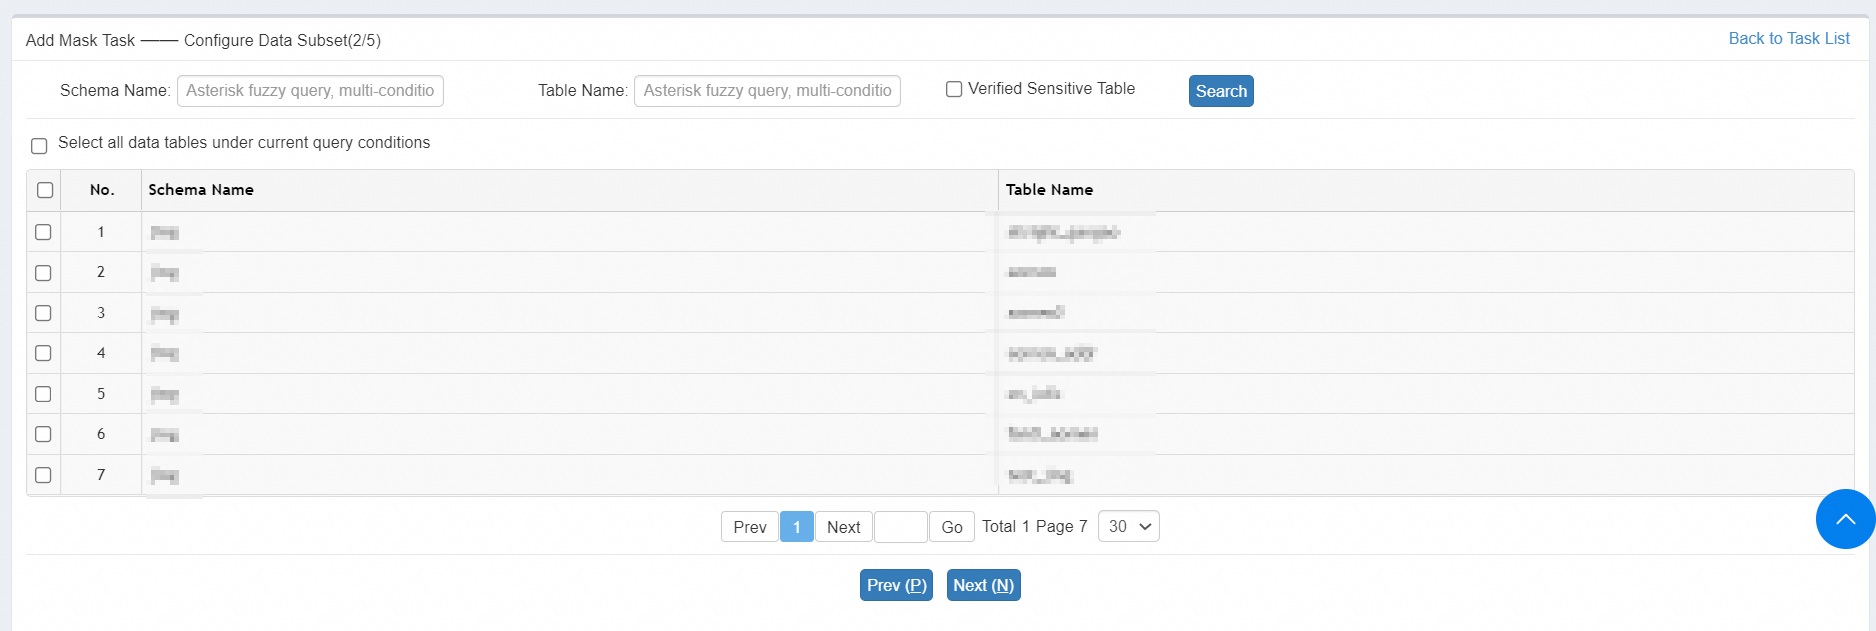 Add Mask Task —— Configure Data Subset(2/5)
Back to Task List
Schema Name: Asterisk fuzzy query, multi-conditio Table Name: Asterisk fuzzy query, multi-conditio Verified Sensitive Table Search
Select all data tables under current query conditions
No. Schema Name Table Name
1
2
3
4
5
6
7
Prev 1 Next Go Total 1 Page 7 30
Prev (P) Next (N)